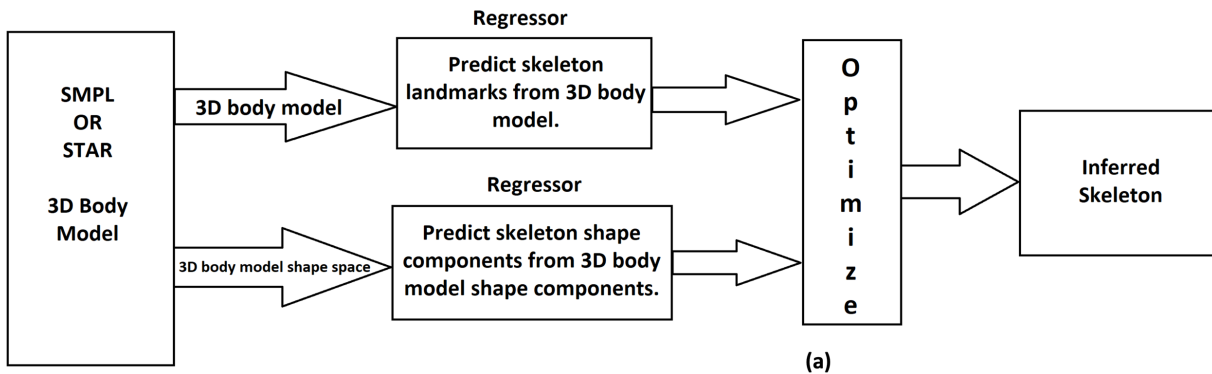 SMPL
OR
STAR
3D Body
Model
3D body model
3D body model shape space
Regressor
Predict skeleton
landmarks from 3D body
model.
Regressor
Predict skeleton shape
components from 3D body
model shape components.
O
p
t
i
m
i
z
e
Inferred
Skeleton
(a)